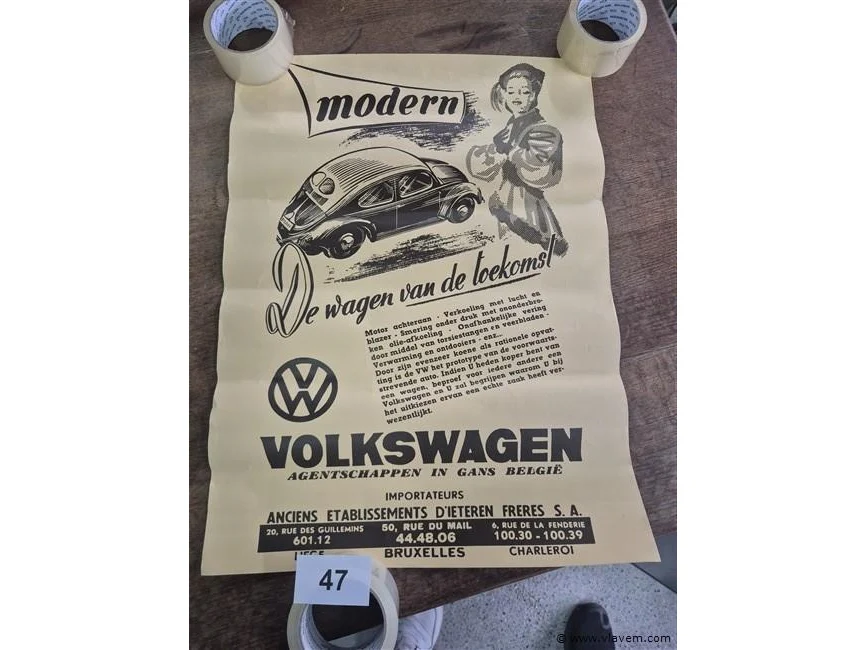 modern
De wagen van de toekomst
Motor achteraan - Verkoeling met lucht en
blazer - Smering onder druk met ononderbro-
ken olie-afkoeling - Onafhankelijke vering
door middel van torsiestangen en veerbladen -
Verwarming en ontdooiers - enz...
Door zijn evenzeer koene als rationele opvat-
ting is de VW het prototype van de voorwaarts-
strevende auto. Indien U heden koper bent van
een wagen, beproef voor iedere andere een
Volkswagen en U zal begrijpen waarom U bij
het uitkiezen ervan een echte zaak heeft ver-
wezentlijkt.
VW
VOLKSWAGEN
AGENTSCHAPPEN IN GANS BELGIË
IMPORTATEURS
ANCIENS ETABLISSEMENTS D'IETEREN FRERES S. A.
20, RUE DES GUILLEMINS 50, RUE DU MAIL 6, RUE DE LA FENDERIE
601.12 44.48.06 100.30 - 100.39
LIEGE BRUXELLES CHARLEROI
47
© www.vlavem.com